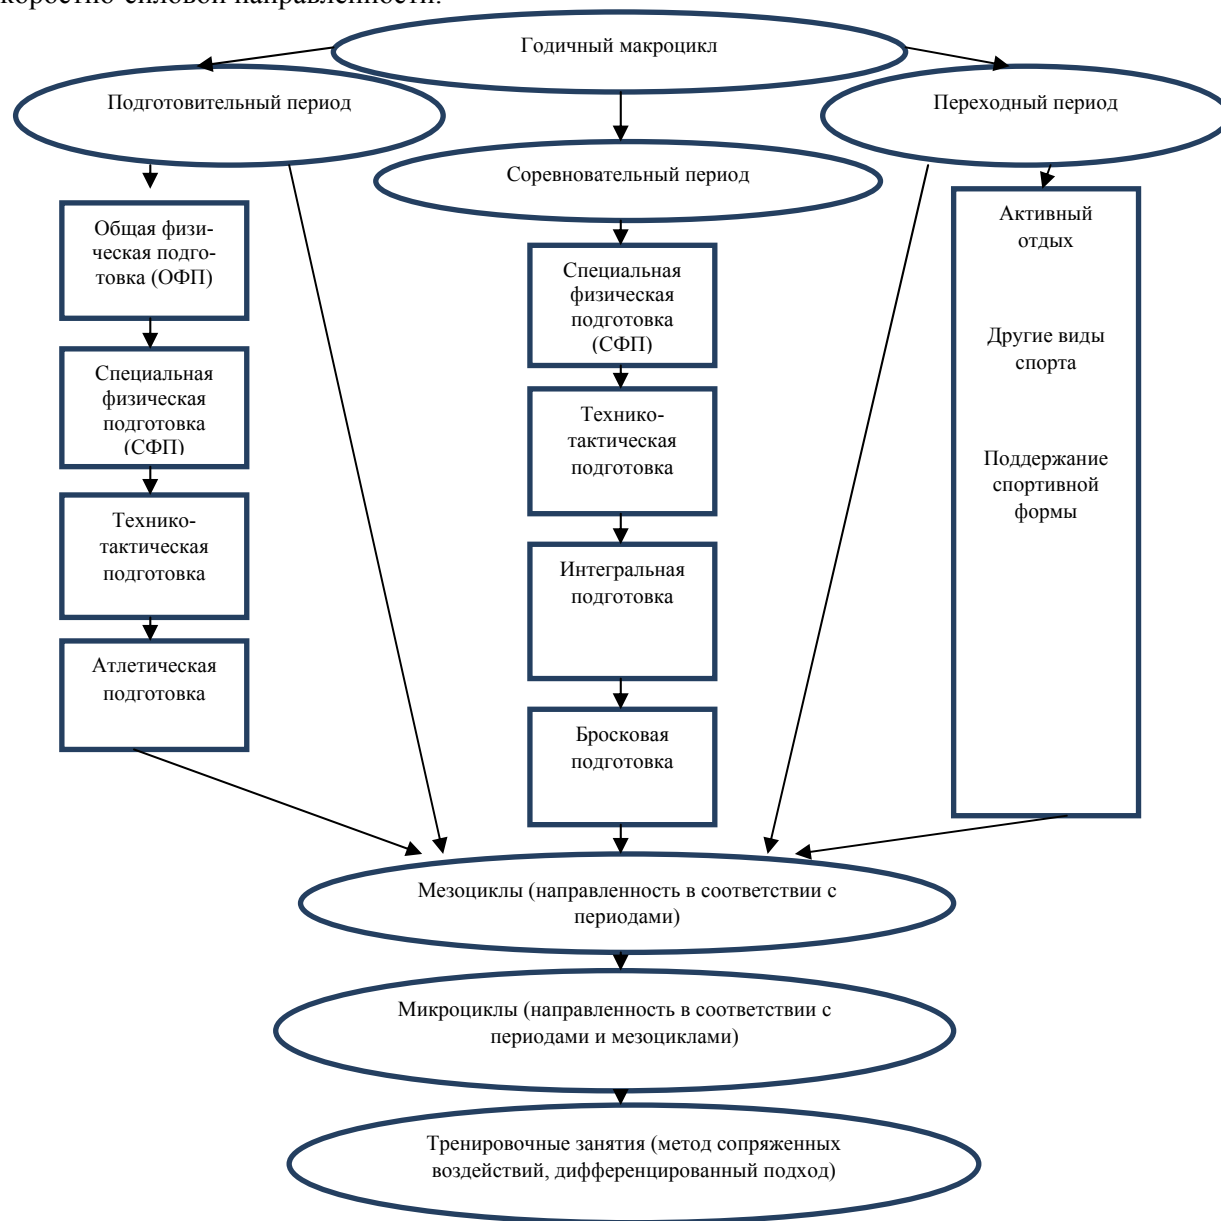 коростно-силовой направленности.
Годичный макроцикл
Подготовительный период
Переходный период
Соревновательный период
Общая физи-
ческая подго-
товка (ОФП)
Специальная
физическая
подготовка
(СФП)
Технико-
тактическая
подготовка
Атлетическая
подготовка
Специальная
физическая
подготовка
(СФП)
Технико-
тактическая
подготовка
Интегральная
подготовка
Бросковая
подготовка
Активный
отдых
Другие виды
спорта
Поддержание
спортивной
формы
Мезоциклы (направленность в соответствии с
периодами)
Микроциклы (направленность в соответствии с
периодами и мезоциклами)
Тренировочные занятия (метод сопряженных
воздействий, дифференцированный подход)